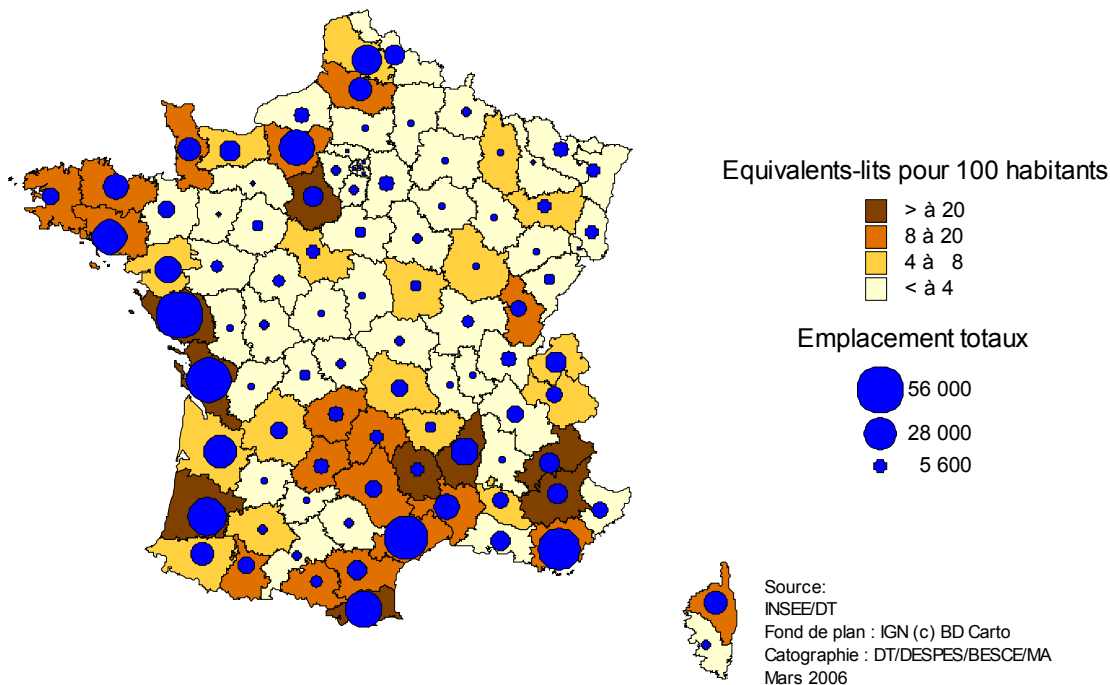 Equivalents-lits pour 100 habitants
> à 20
8 à 20
4 à 8
< à 4
Emplacement totaux
56 000
28 000
5 600
Source:
INSEE/DT
Fond de plan : IGN (c) BD Carto
Catographie : DT/DESPES/BESCE/MA
Mars 2006